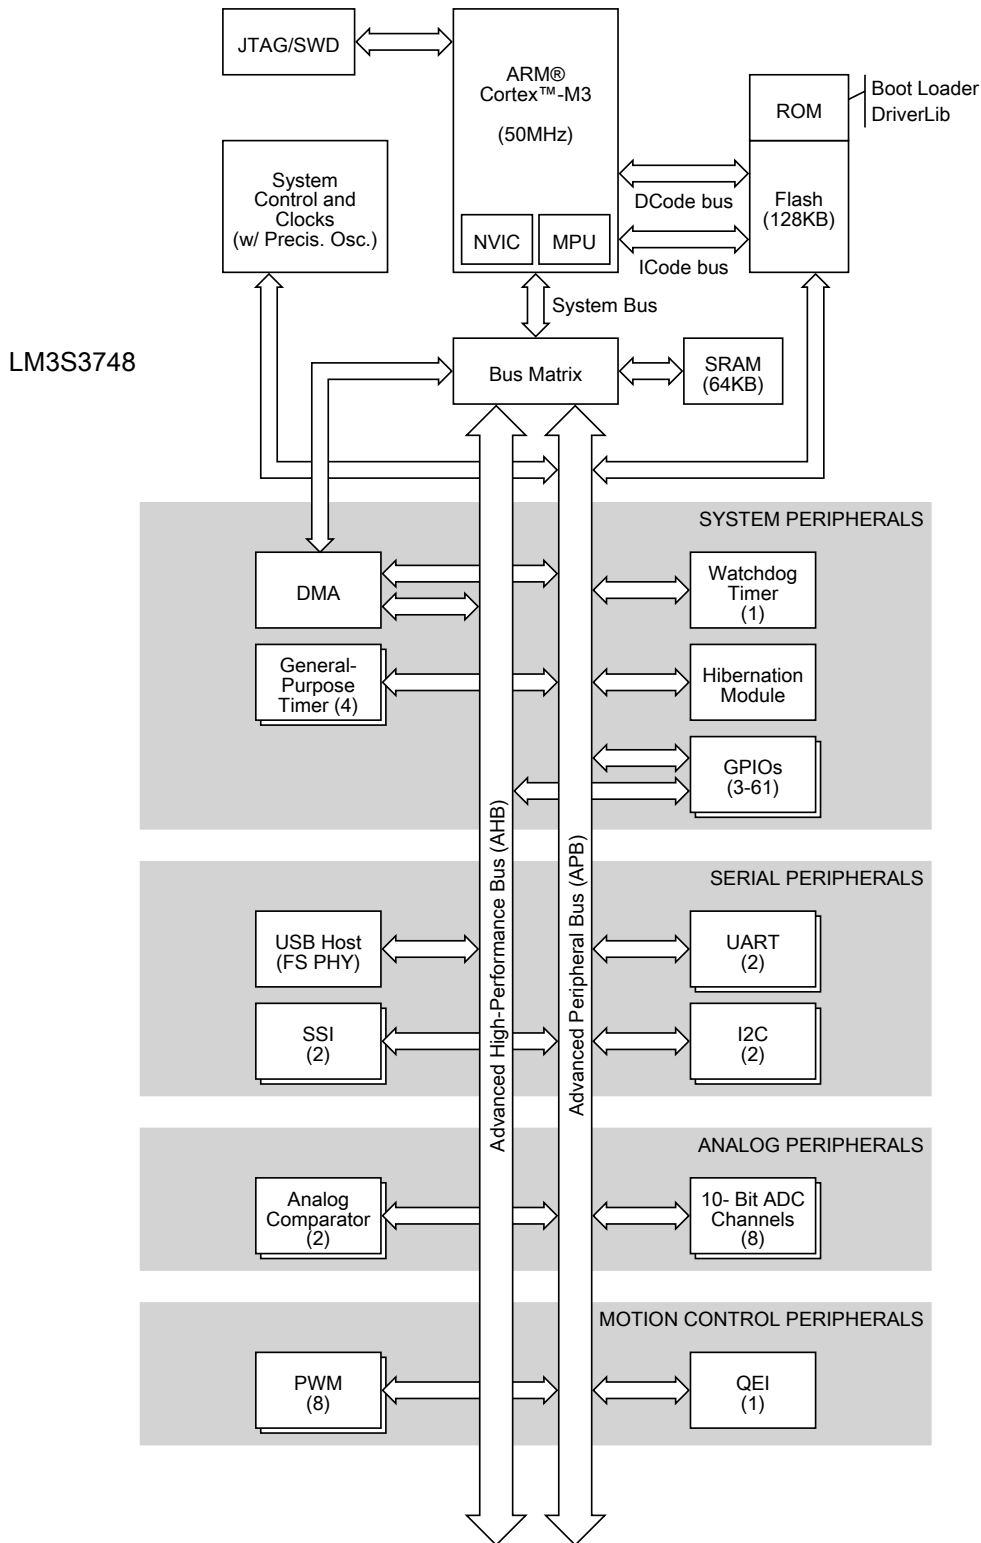 JTAG/SWD
ARM®
Cortex™-M3
(50MHz)
NVIC
MPU
ROM
Boot Loader
DriverLib
System
Control and
Clocks
(w/ Precis. Osc.)
DCode bus
ICode bus
Flash
(128KB)
System Bus
LM3S3748
Bus Matrix
SRAM
(64KB)
SYSTEM PERIPHERALS
DMA
Watchdog
Timer
(1)
General-
Purpose
Timer (4)
Hibernation
Module
GPIOs
(3-61)
Advanced High-Performance Bus (AHB)
Advanced Peripheral Bus (APB)
SERIAL PERIPHERALS
USB Host
(FS PHY)
UART
(2)
SSI
(2)
I2C
(2)
ANALOG PERIPHERALS
Analog
Comparator
(2)
10- Bit ADC
Channels
(8)
MOTION CONTROL PERIPHERALS
PWM
(8)
QEI
(1)